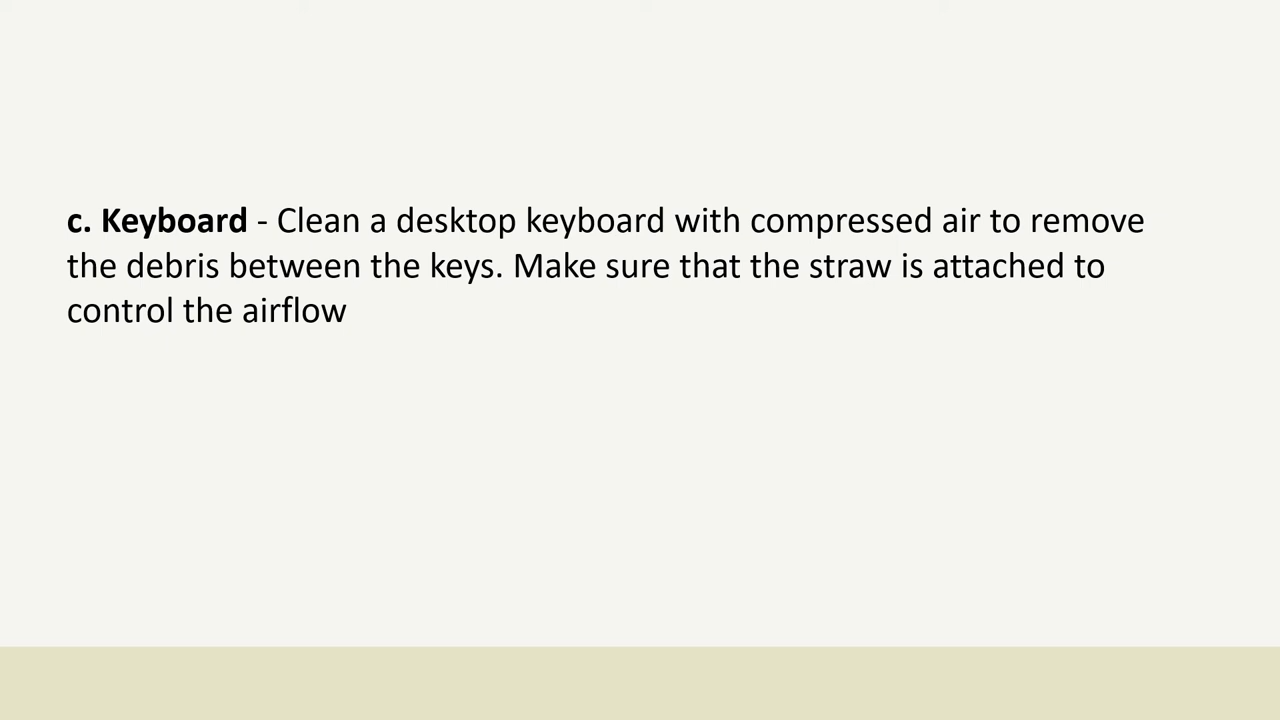 c. Keyboard - Clean a desktop keyboard with compressed air to remove
the debris between the keys. Make sure that the straw is attached to
control the airflow